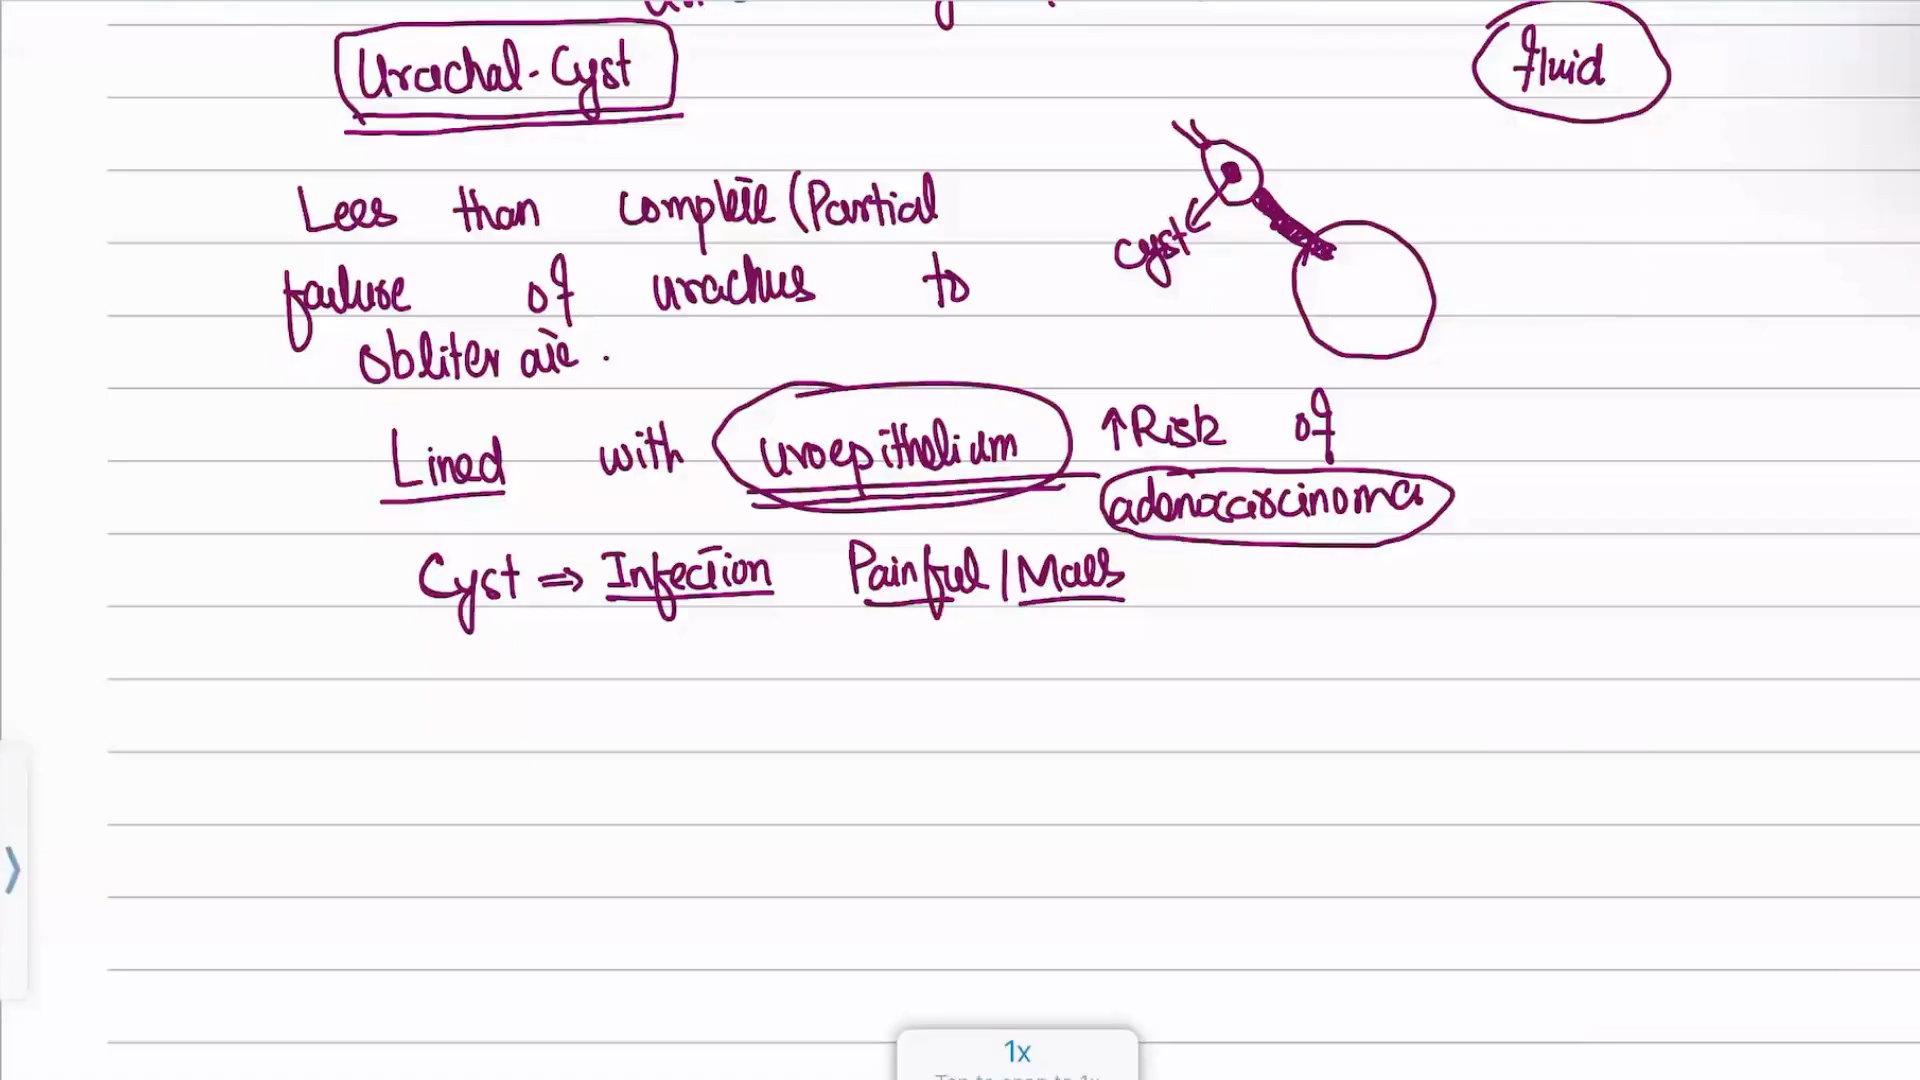 Urachal-Cyst
fluid
Less than complete (Partial
failure of urachus to
obliterate.
cyst
Lined with uroepithelium ↑Risk of
adenocarcinoma
Cyst ⇒ Infection Painful/Mass
1x